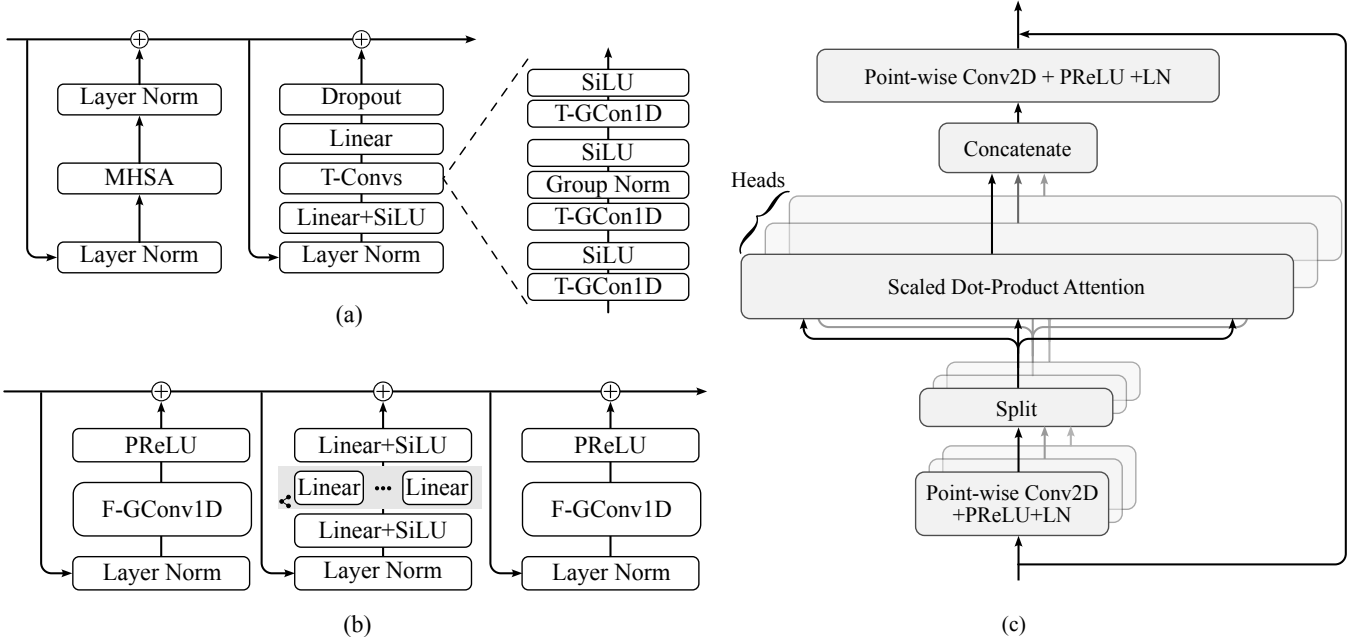 Layer Norm
MHSA
Layer Norm
Dropout
Linear
T-Convs
Linear+SiLU
Layer Norm
SiLU
T-GCon1D
SiLU
Group Norm
T-GCon1D
SiLU
T-GCon1D
(a)
PReLU
F-GConv1D
Layer Norm
Linear+SiLU
Linear ... Linear
Linear+SiLU
Layer Norm
PReLU
F-GConv1D
Layer Norm
(b)
Point-wise Conv2D + PReLU +LN
Concatenate
Heads
Scaled Dot-Product Attention
Split
Point-wise Conv2D
+PReLU+LN
(c)